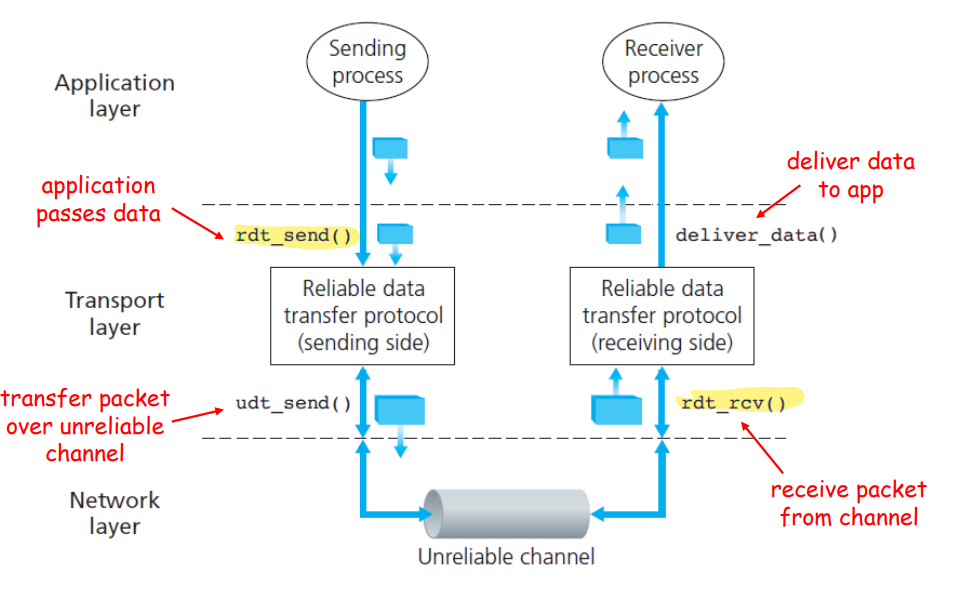 Sending
process
Receiver
process
Application
layer
deliver data
to app
application
passes data
rdt_send()
deliver_data()
Transport
layer
Reliable data
transfer protocol
(sending side)
Reliable data
transfer protocol
(receiving side)
transfer packet
over unreliable
channel
udt_send()
rdt_rcv()
Network
layer
receive packet
from channel
Unreliable channel